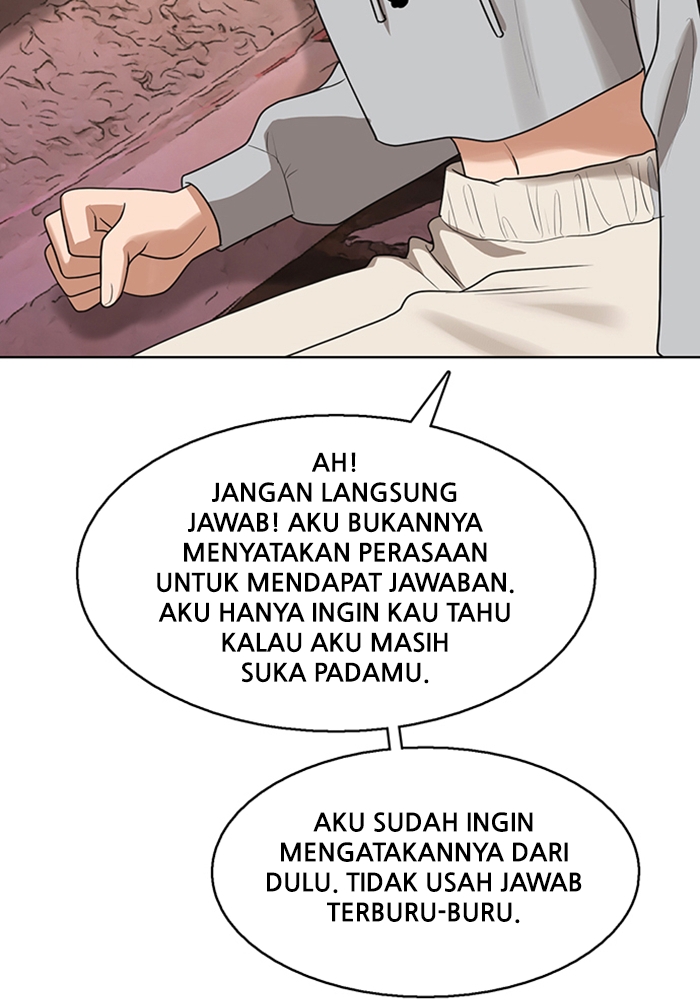 AH!
JANGAN LANGSUNG
JAWAB! AKU BUKANNYA
MENYATAKAN PERASAAN
UNTUK MENDAPAT JAWABAN.
AKU HANYA INGIN KAU TAHU
KALAU AKU MASIH
SUKA PADAMU.
AKU SUDAH INGIN
MENGATAKANNYA DARI
DULU. TIDAK USAH JAWAB
TERBURU-BURU.